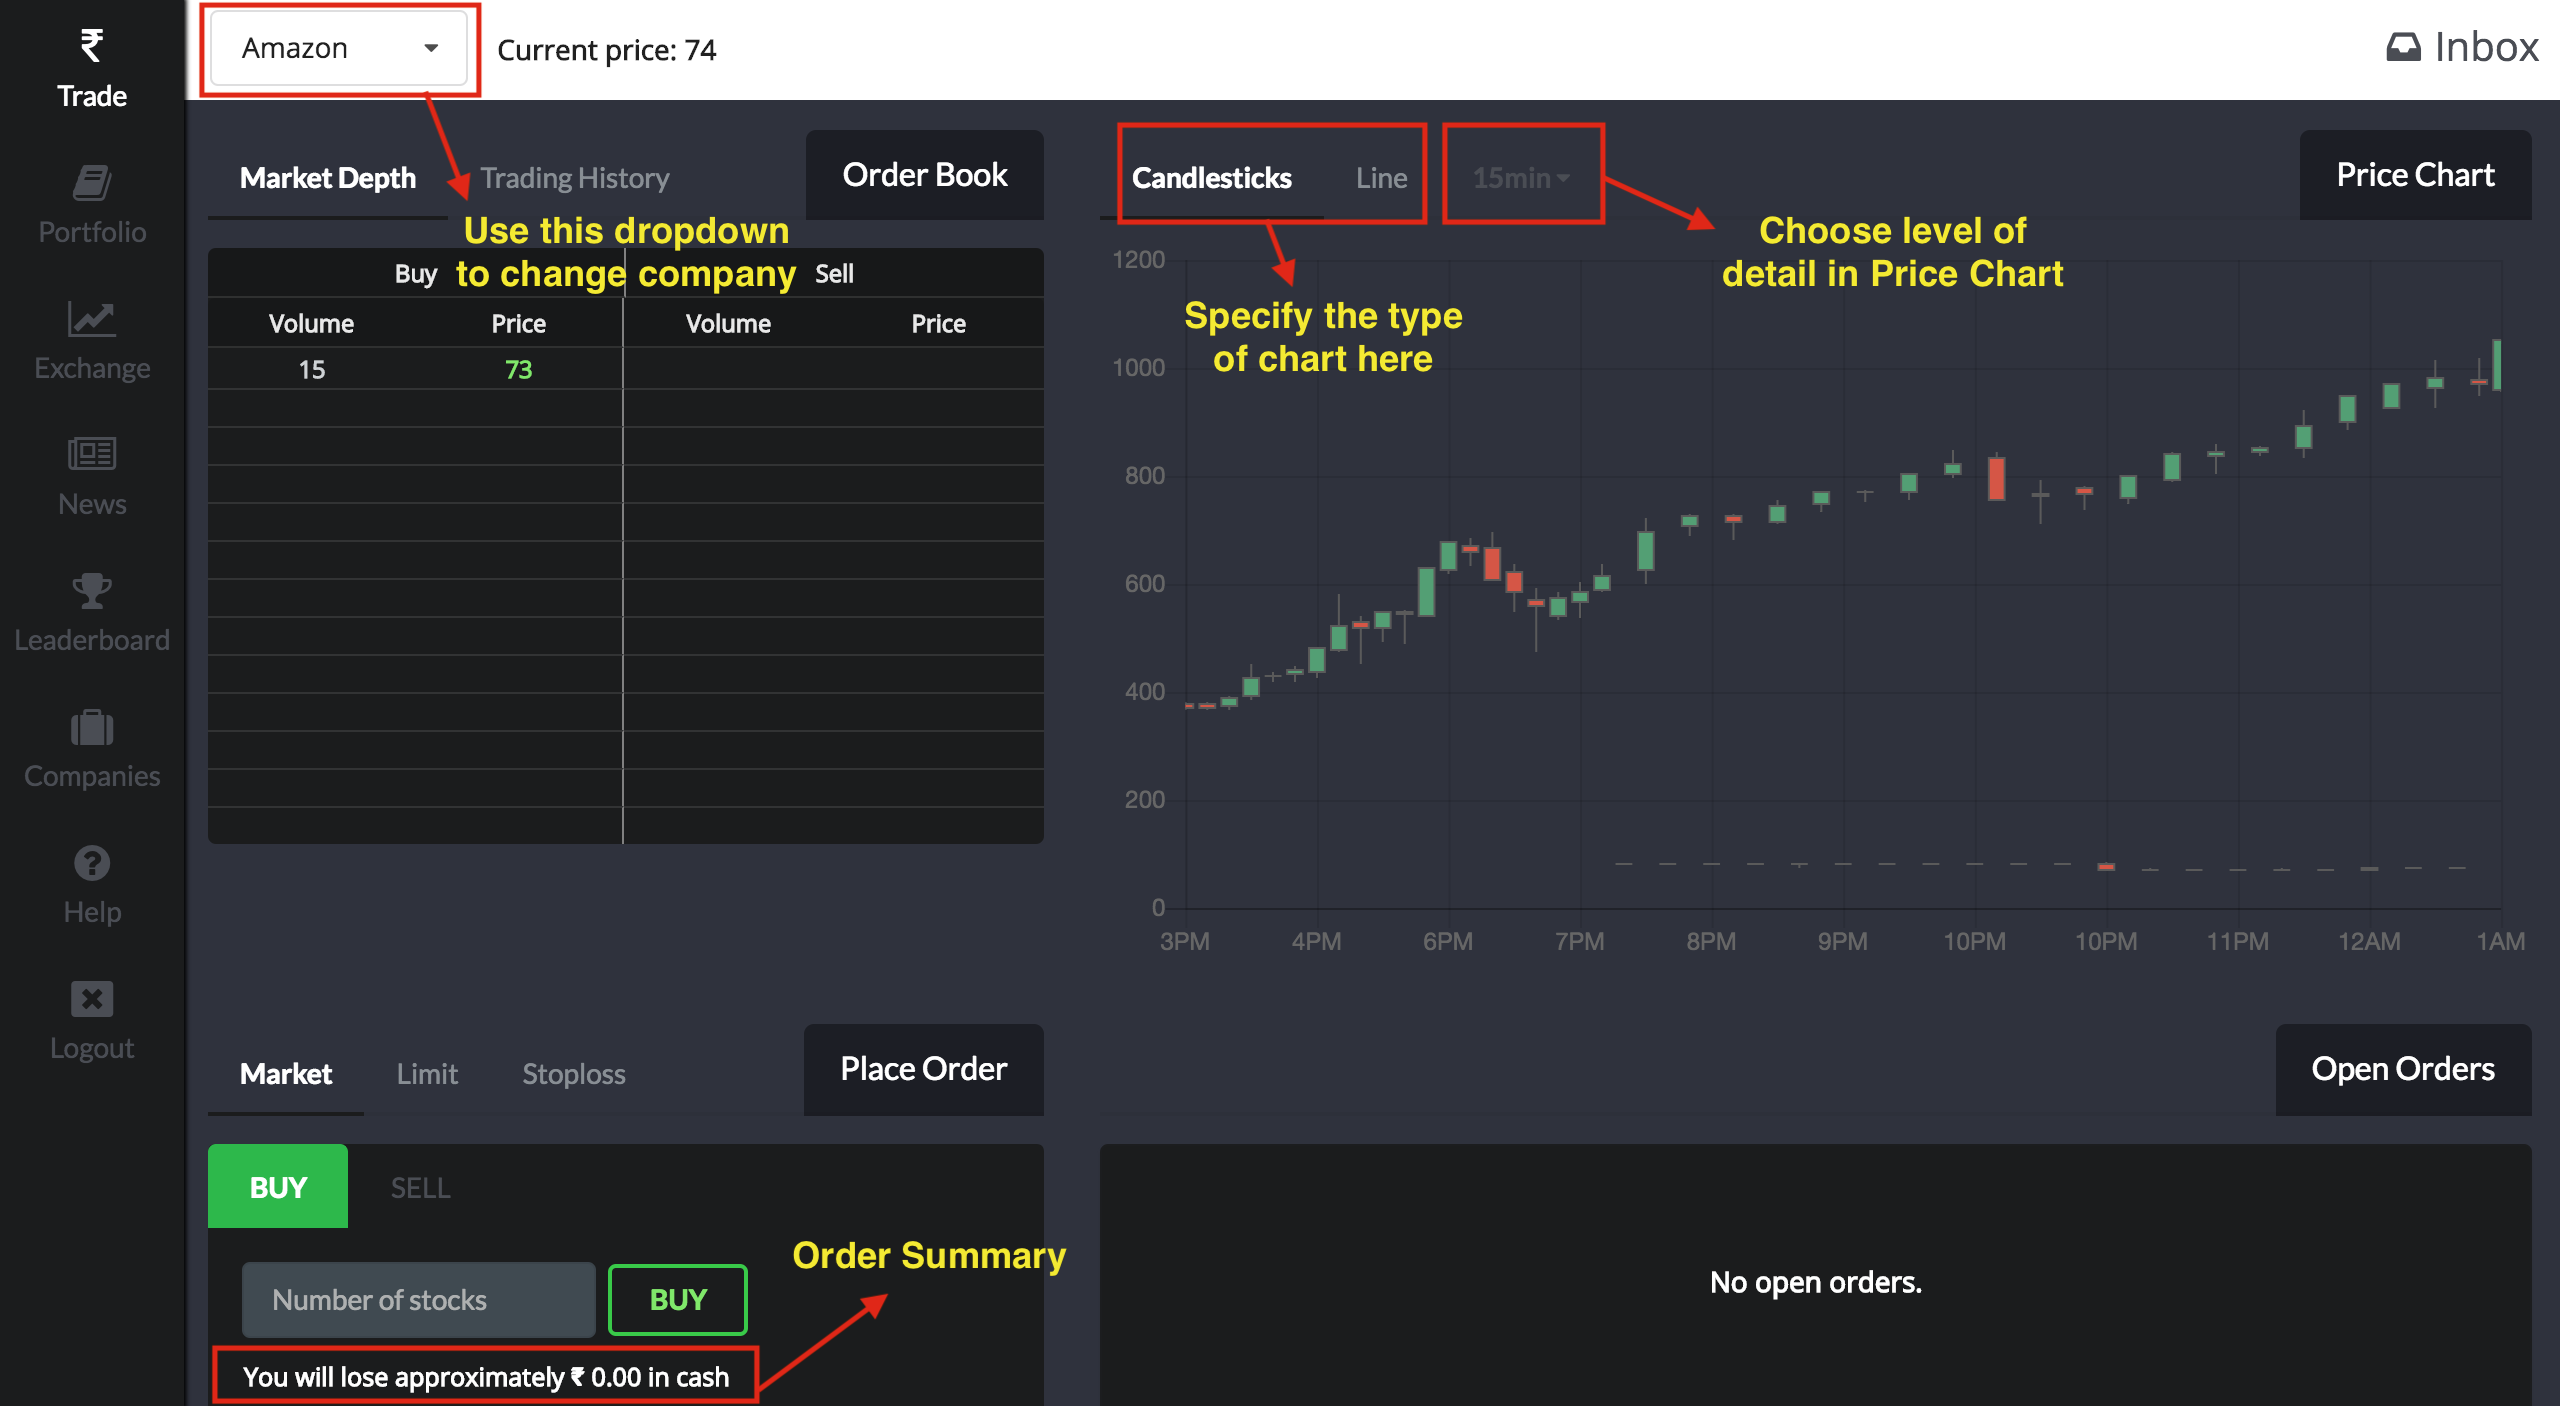 ₹
Trade
Portfolio
Exchange
News
Leaderboard
Companies
Help
Logout
Amazon
Current price: 74
Inbox
Market Depth
Trading History
Order Book
Use this dropdown
to change company
Buy
Sell
Volume
Price
Volume
Price
15
73
Candlesticks
Line
15min
Price Chart
Choose level of
detail in Price Chart
Specify the type
of chart here
1200
1000
800
600
400
200
0
3PM
4PM
6PM
7PM
8PM
9PM
10PM
10PM
11PM
12AM
1AM
Market
Limit
Stoploss
Place Order
BUY
SELL
Number of stocks
BUY
Order Summary
You will lose approximately ₹ 0.00 in cash
Open Orders
No open orders.